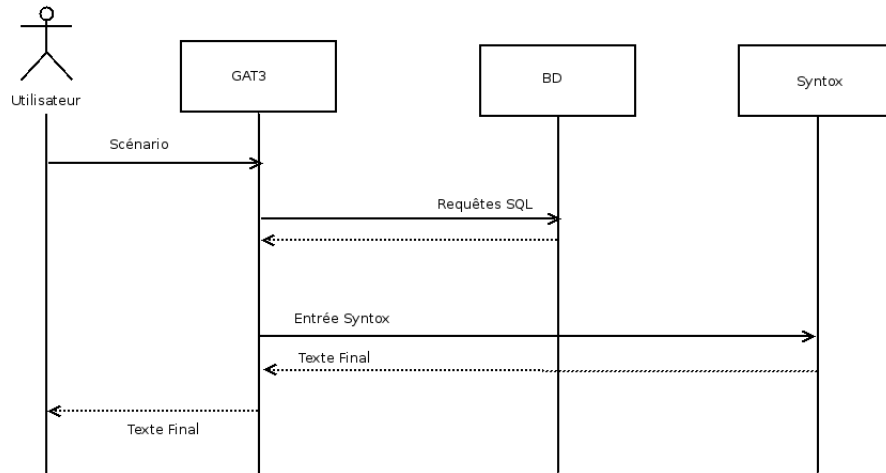 GAT3
BD
Syntox
Utilisateur
Scénario
Requêtes SQL
Entrée Syntox
Texte Final
Texte Final